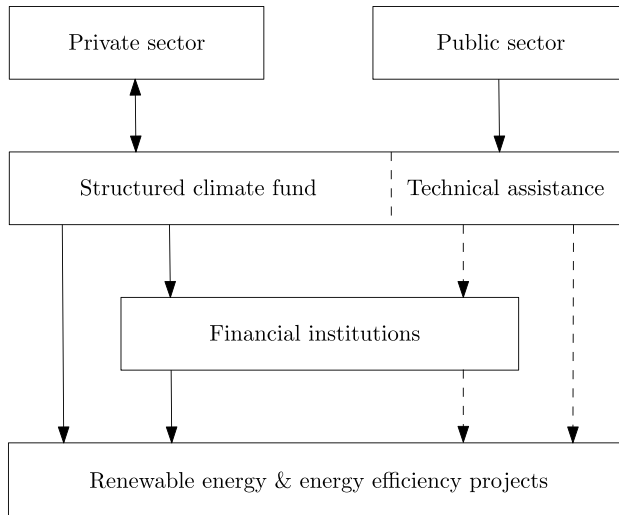 Private sector
Public sector
Structured climate fund
Technical assistance
Financial institutions
Renewable energy & energy efficiency projects